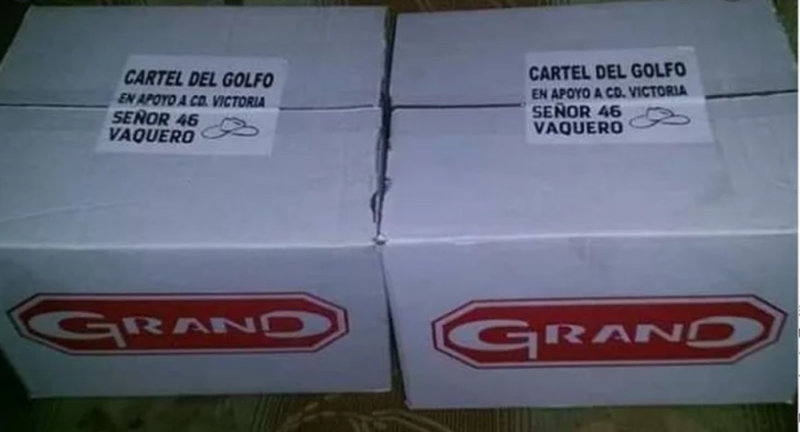 CARTEL DEL GOLFO
EN APOYO A CD. VICTORIA
SEÑOR 46
VAQUERO
CARTEL DEL GOLFO
EN APOYO A CD. VICTORIA
SEÑOR 46
VAQUERO
GRAND
GRAND